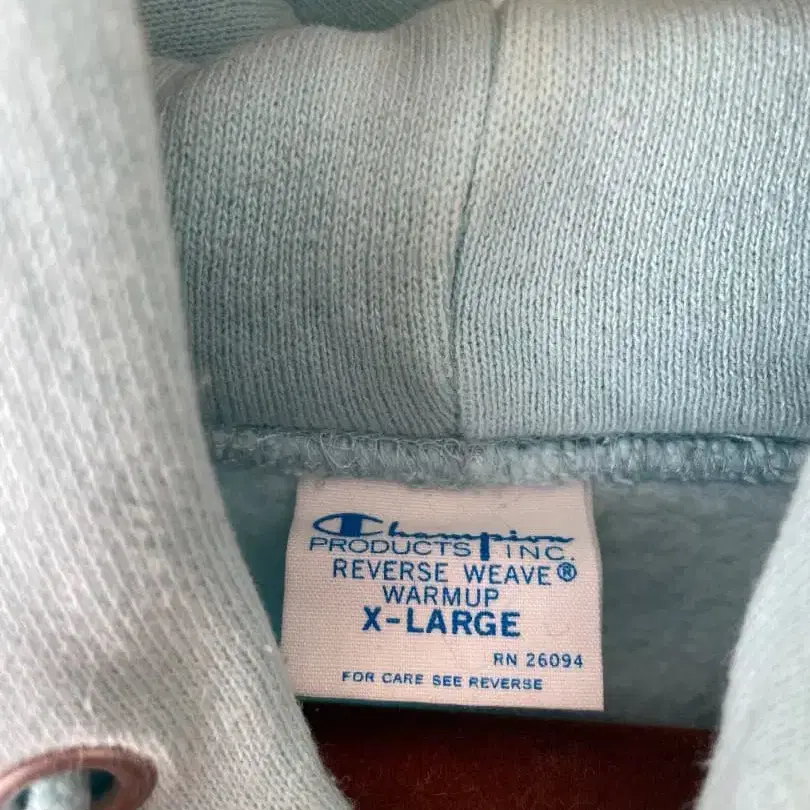 Champion
PRODUCTS INC.
REVERSE WEAVE®
WARMUP
X-LARGE
RN 26094
FOR CARE SEE REVERSE